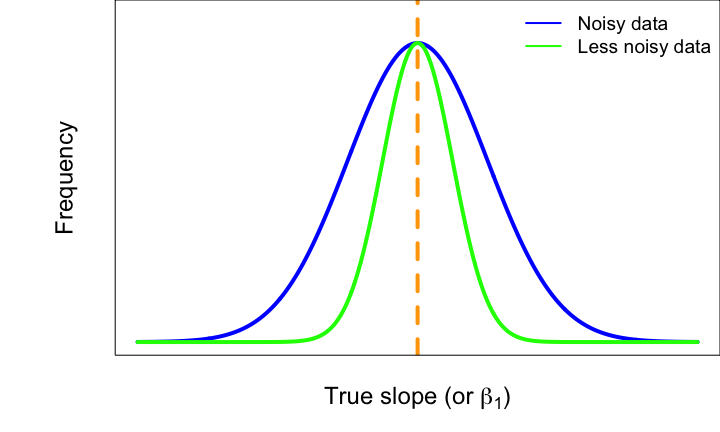 Noisy data
Less noisy data
Frequency
True slope (or β₁)